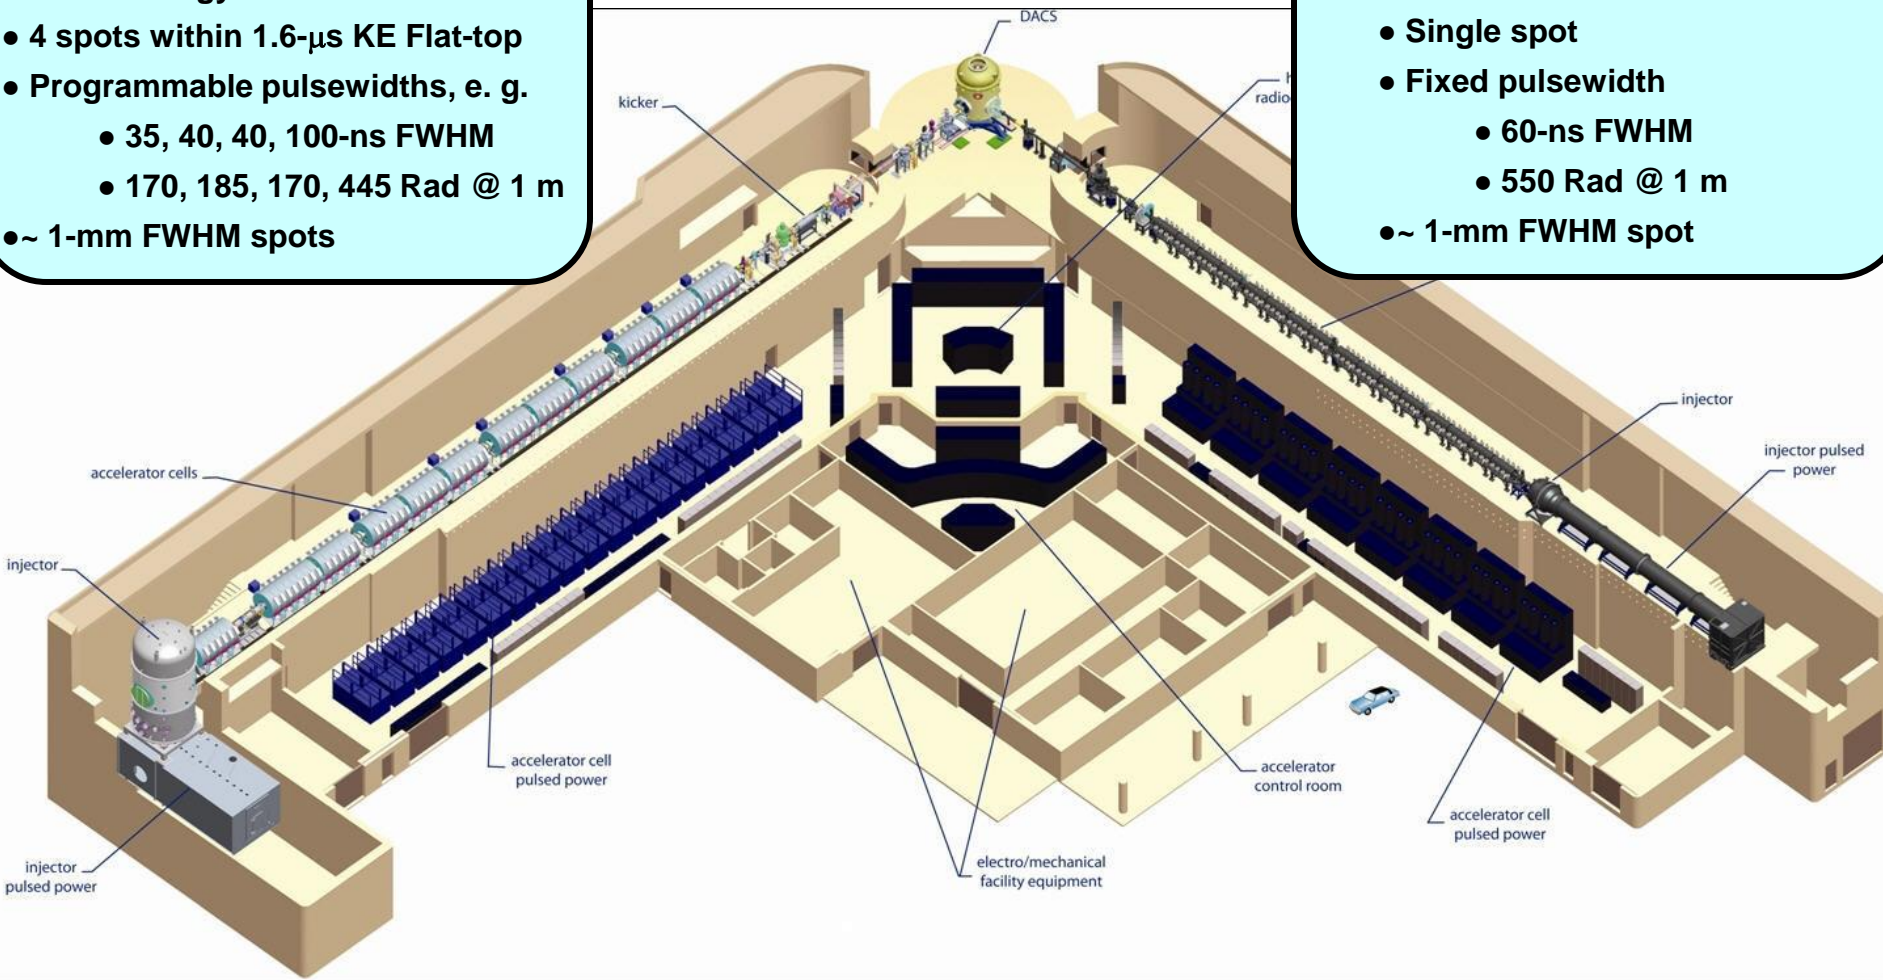 ● 4 spots within 1.6-μs KE Flat-top
● Programmable pulsewidths, e. g.
● 35, 40, 40, 100-ns FWHM
● 170, 185, 170, 445 Rad @ 1 m
●~ 1-mm FWHM spots
● Single spot
● Fixed pulsewidth
● 60-ns FWHM
● 550 Rad @ 1 m
●~ 1-mm FWHM spot
DACS
kicker
accelerator cells
injector
injector
pulsed power
accelerator cell
pulsed power
electro/mechanical
facility equipment
accelerator
control room
accelerator cell
pulsed power
injector
injector pulsed
power